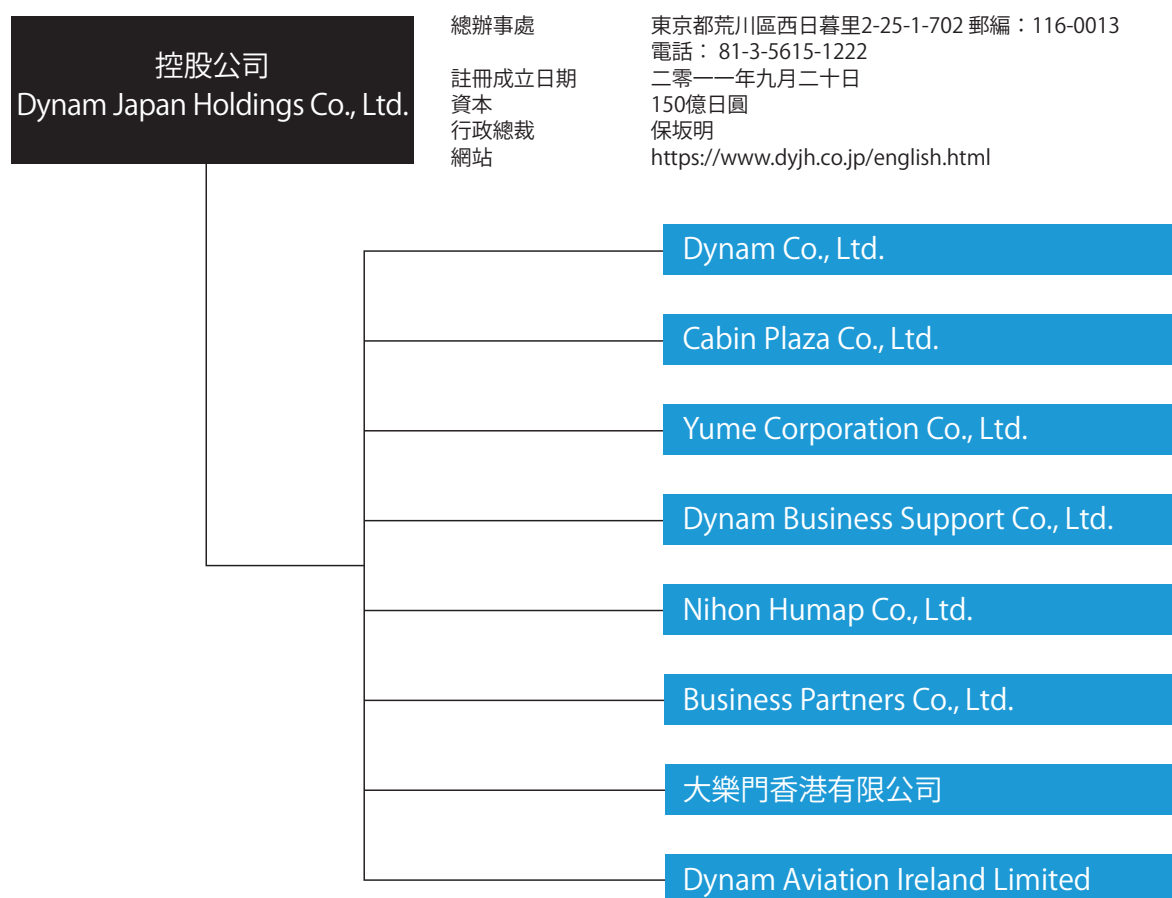 控股公司
Dynam Japan Holdings Co., Ltd.
總辦事處 東京都荒川區西日暮里2-25-1-702 郵編：116-0013
電話： 81-3-5615-1222
註冊成立日期 二零一一年九月二十日
資本 150億日圓
行政總裁 保坂明
網站 https://www.dyjh.co.jp/english.html
Dynam Co., Ltd.
Cabin Plaza Co., Ltd.
Yume Corporation Co., Ltd.
Dynam Business Support Co., Ltd.
Nihon Humap Co., Ltd.
Business Partners Co., Ltd.
大樂門香港有限公司
Dynam Aviation Ireland Limited